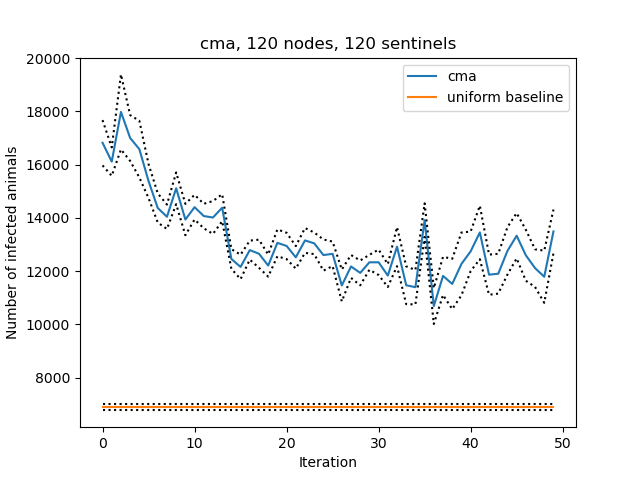 cma, 120 nodes, 120 sentinels
20000
18000
16000
14000
12000
10000
8000
Number of infected animals
cma
uniform baseline
0
10
20
30
40
50
Iteration